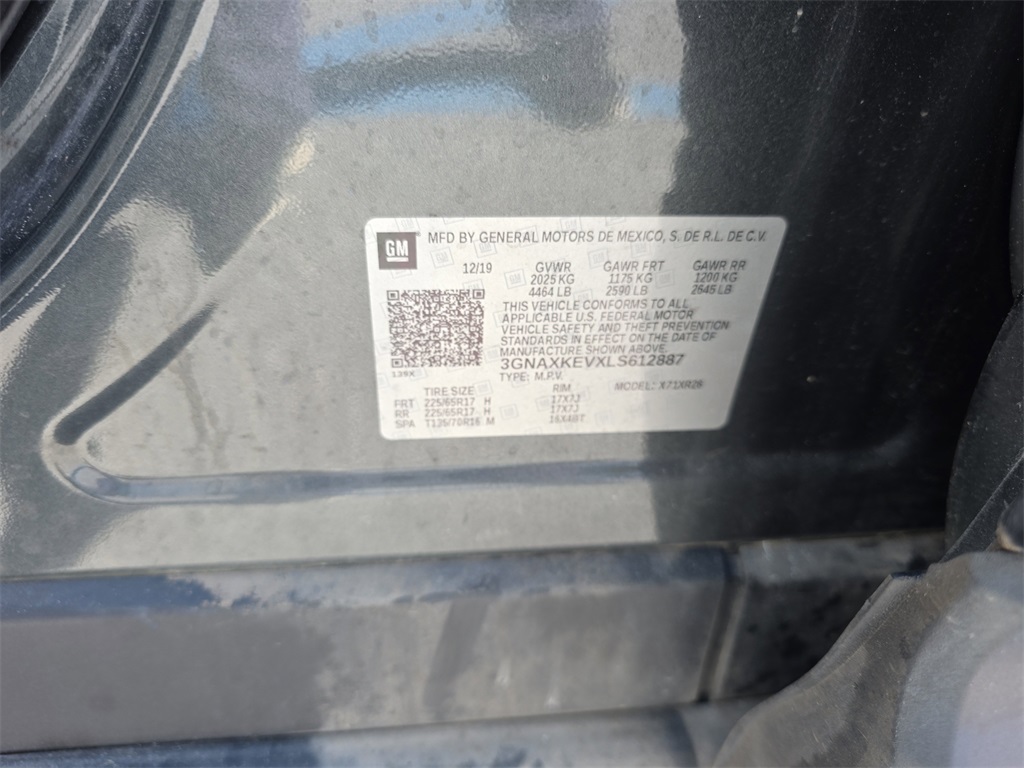 GM
MFD BY GENERAL MOTORS DE MEXICO, S. DE R.L. DE C.V.
12/19 GVWR GAWR FRT GAWR RR
2025 KG 1175 KG 1200 KG
4464 LB 2590 LB 2645 LB
THIS VEHICLE CONFORMS TO ALL
APPLICABLE U.S. FEDERAL MOTOR
VEHICLE SAFETY AND THEFT PREVENTION
STANDARDS IN EFFECT ON THE DATE OF
MANUFACTURE SHOWN ABOVE.
139X 3GNAXKEVXLS612887
TYPE: M.P.V. MODEL: X71XR26
TIRE SIZE RIM
FRT 225/65R17 H 17X7J
RR 225/65R17 H 17X7J
SPA T135/70R16 M 16X4BT